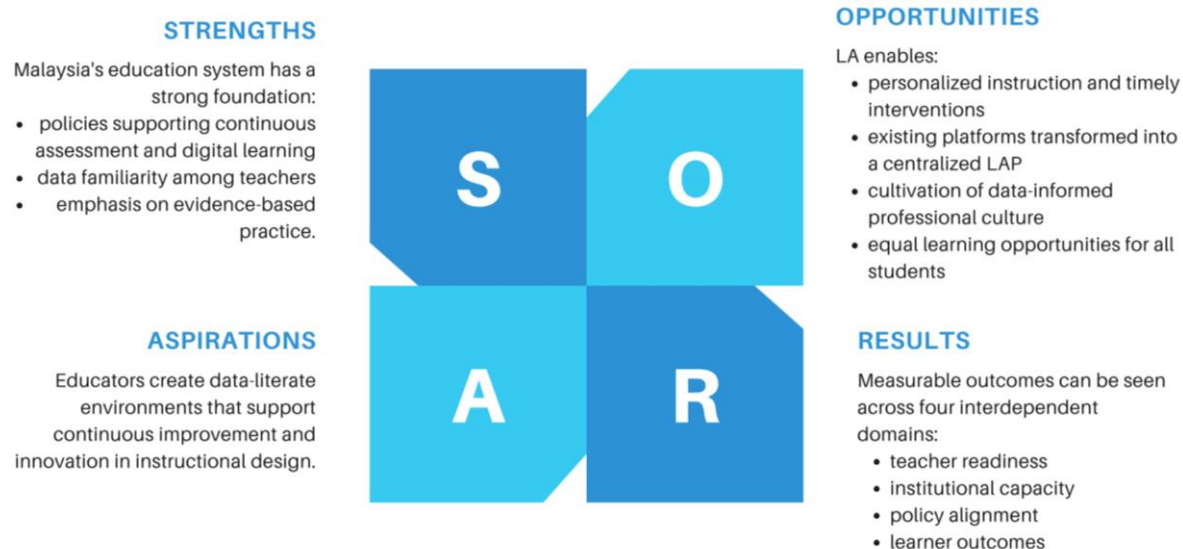 STRENGTHS
Malaysia's education system has a
strong foundation:
• policies supporting continuous
assessment and digital learning
• data familiarity among teachers
• emphasis on evidence-based
practice.
S
O
OPPORTUNITIES
LA enables:
• personalized instruction and timely
interventions
• existing platforms transformed into
a centralized LAP
• cultivation of data-informed
professional culture
• equal learning opportunities for all
students
ASPIRATIONS
Educators create data-literate
environments that support
continuous improvement and
innovation in instructional design.
A
R
RESULTS
Measurable outcomes can be seen
across four interdependent
domains:
• teacher readiness
• institutional capacity
• policy alignment
• learner outcomes